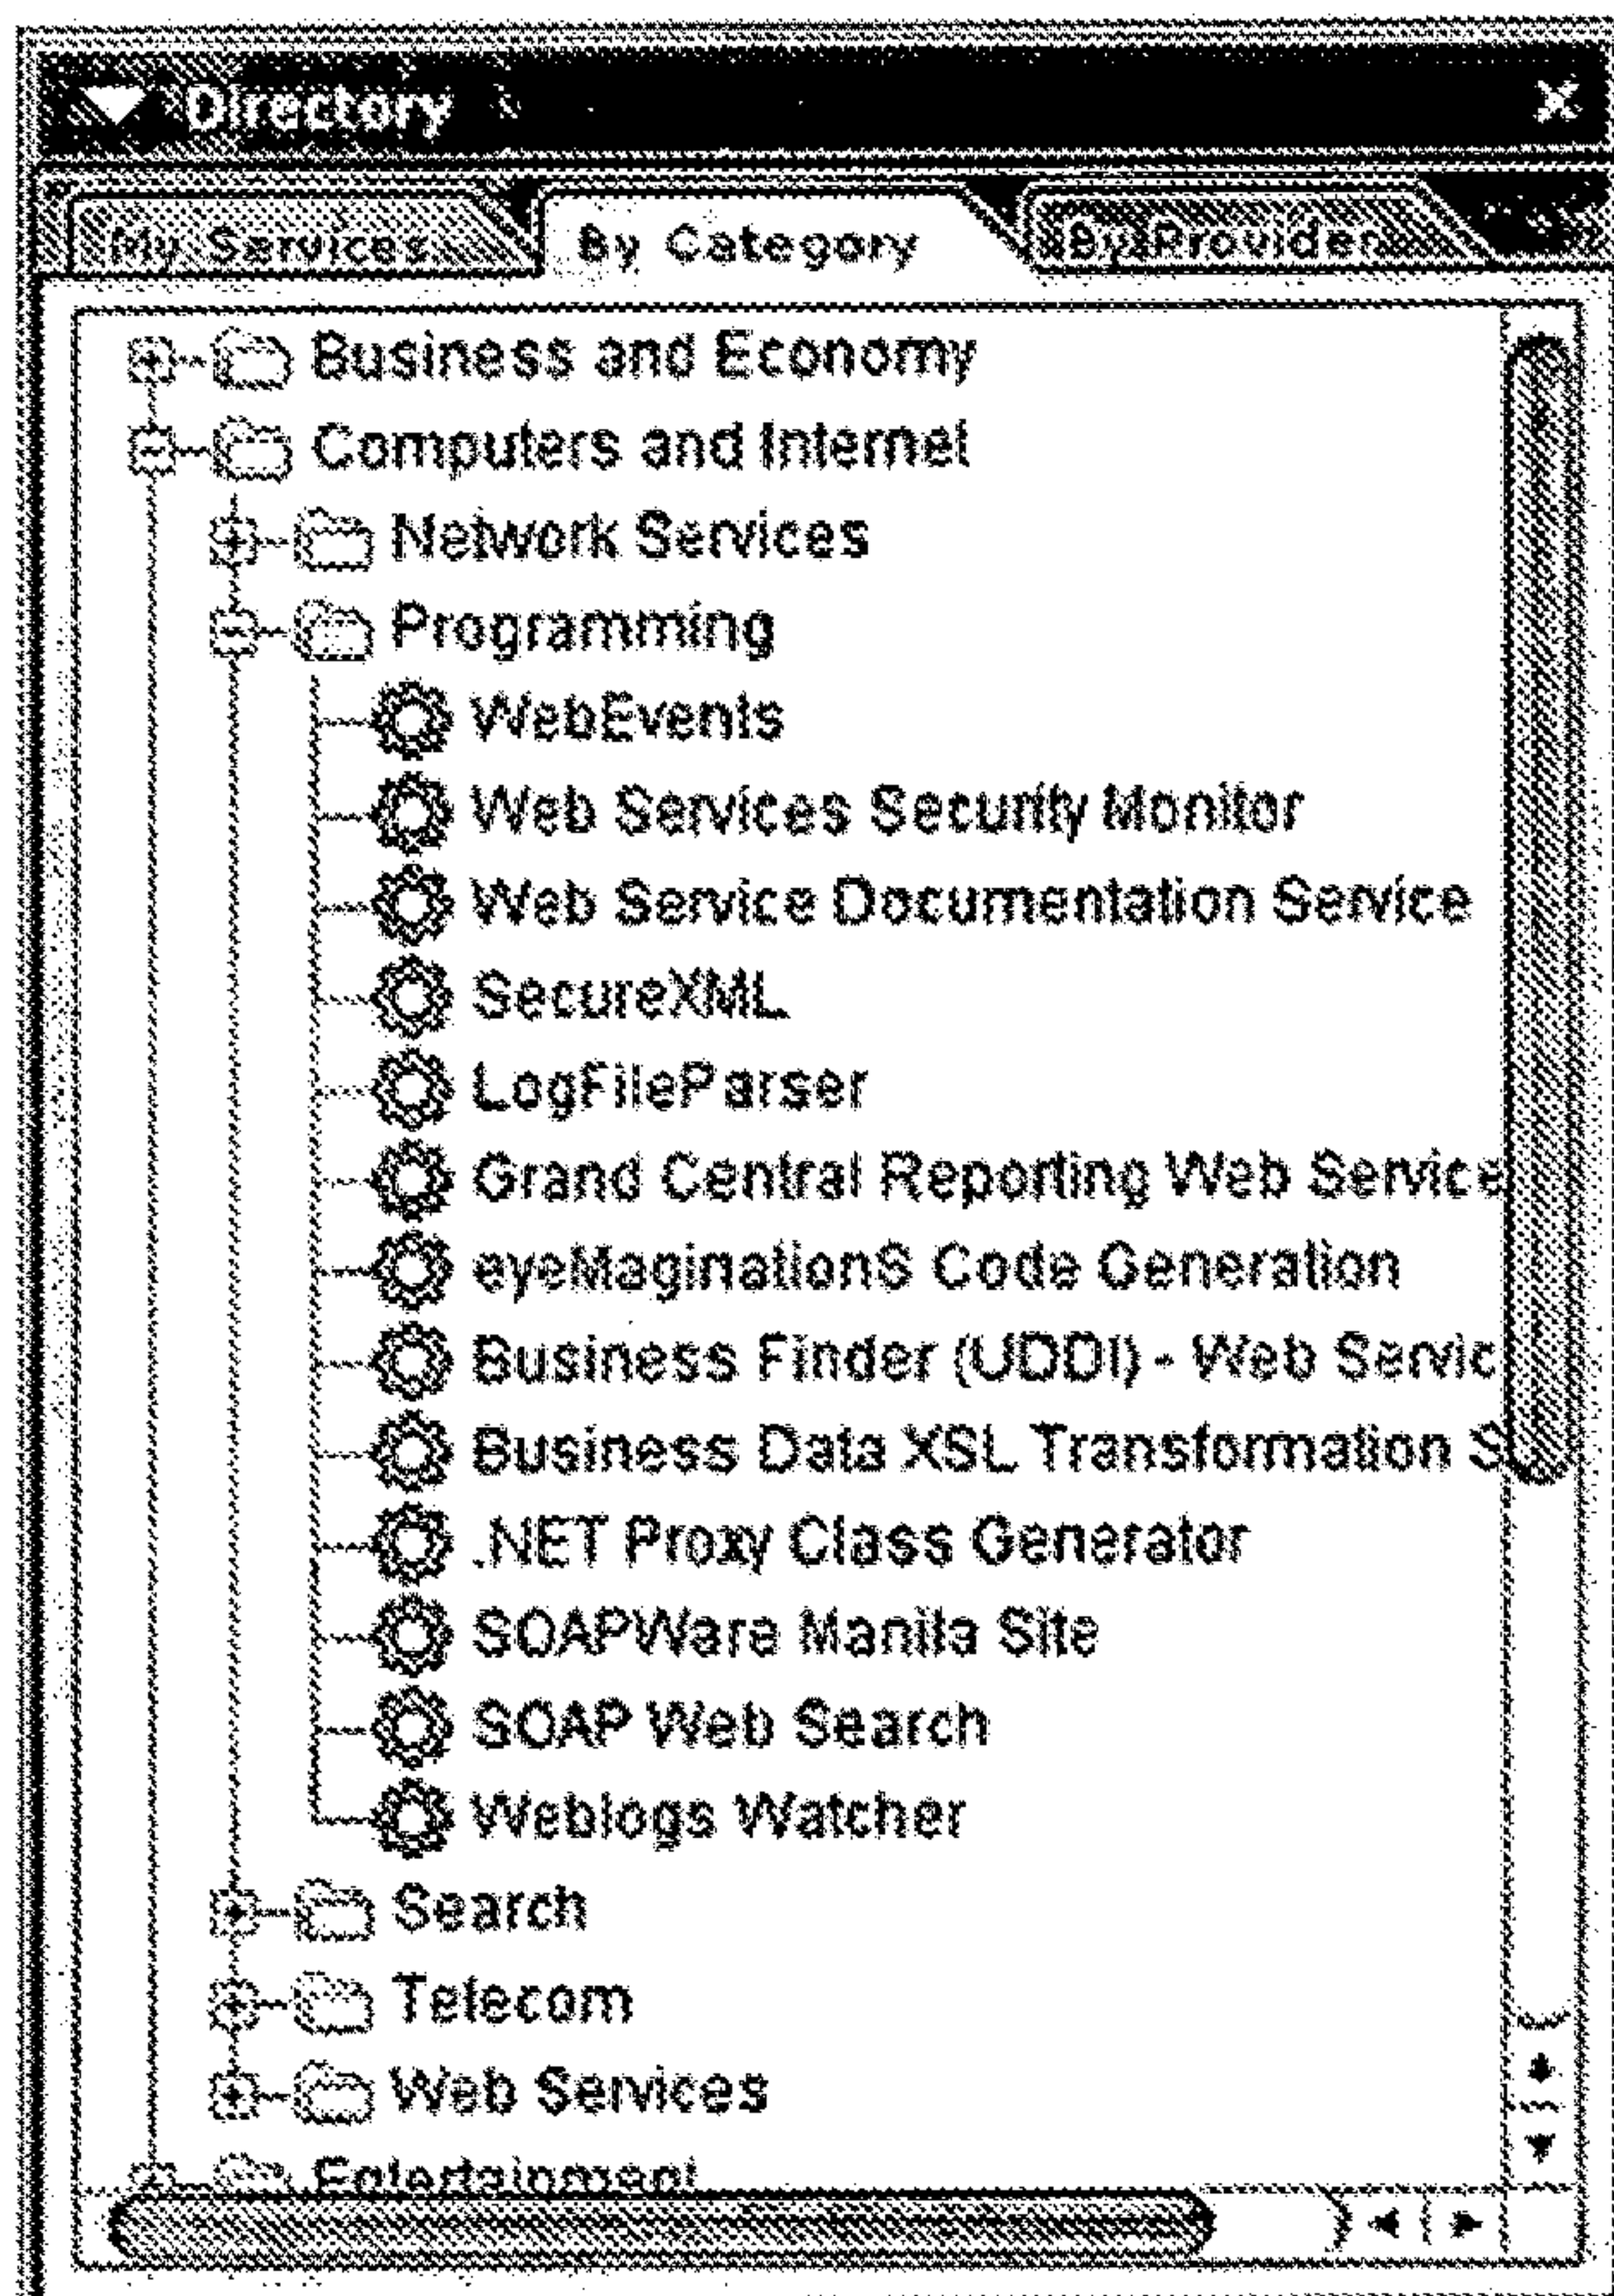 Directory
My Services By Category By Provider
Business and Economy
Computers and Internet
Network Services
Programming
WebEvents
Web Services Security Monitor
Web Service Documentation Service
SecureXML
LogFileParser
Grand Central Reporting Web Service
eyeMaginationS Code Generation
Business Finder (UDDI) - Web Servic
Business Data XSL Transformation S
.NET Proxy Class Generator
SOAPWare Manila Site
SOAP Web Search
Weblogs Watcher
Search
Telecom
Web Services
Entertainment